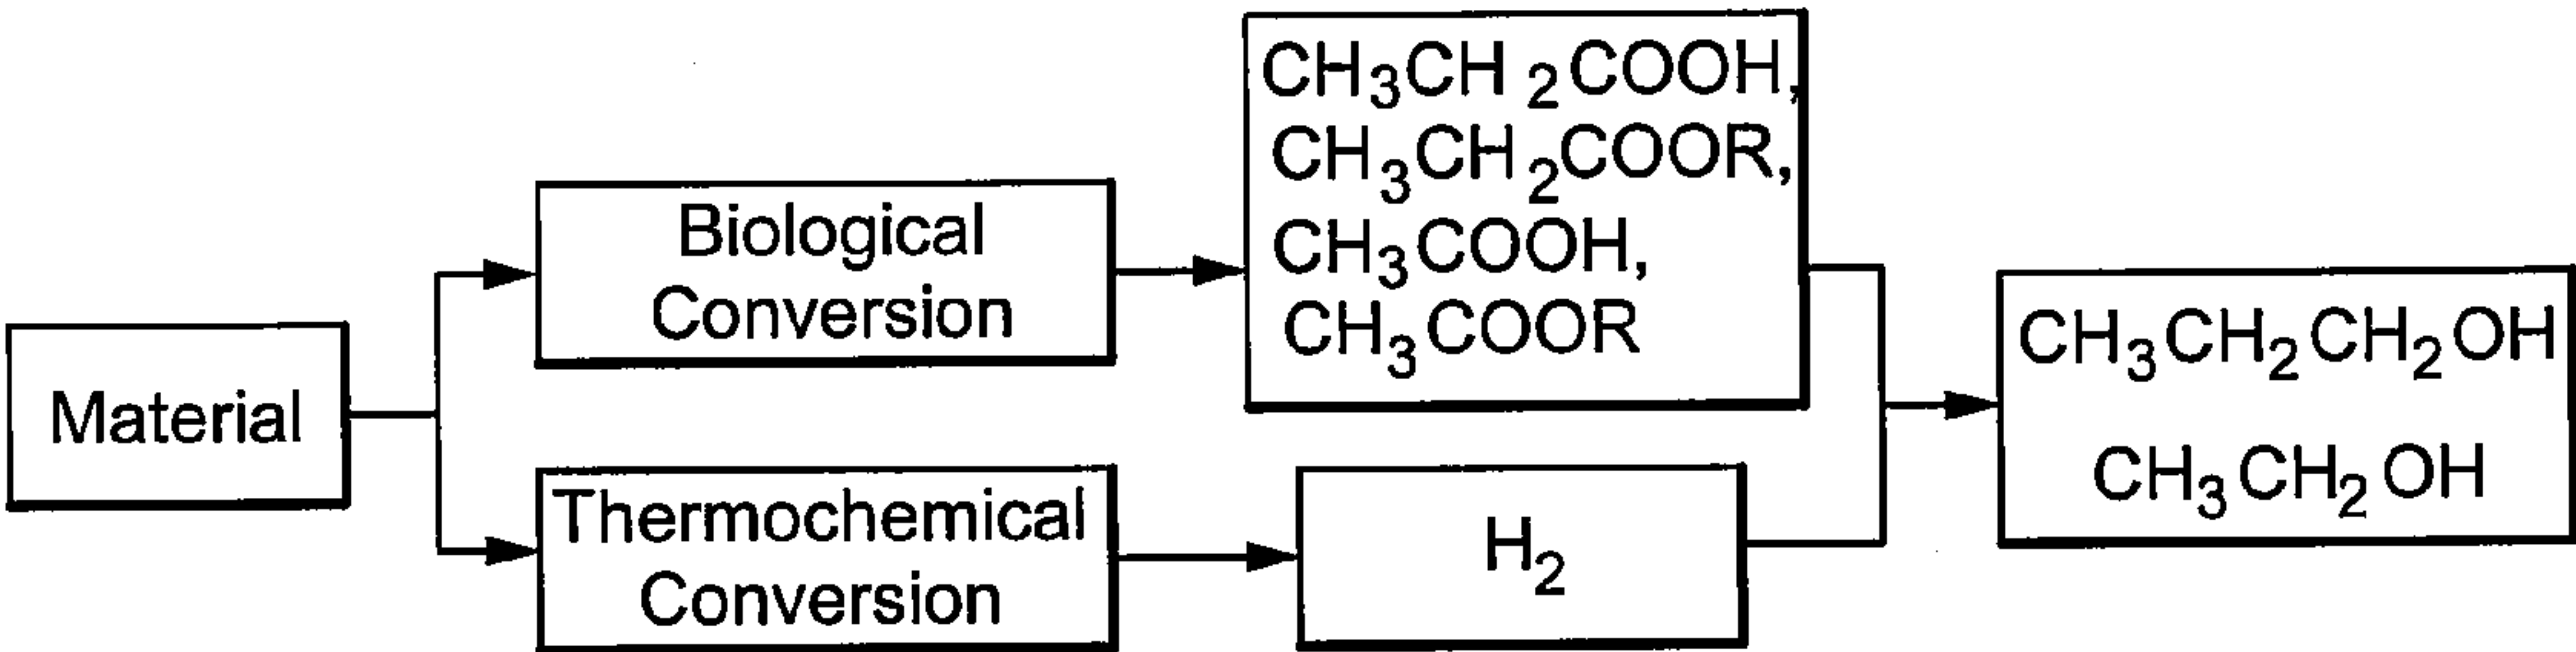 Material
Biological
Conversion
Thermochemical
Conversion
CH₃CH₂COOH,
CH₃CH₂COOR,
CH₃COOH,
CH₃COOR
H₂
CH₃CH₂CH₂OH
CH₃CH₂OH